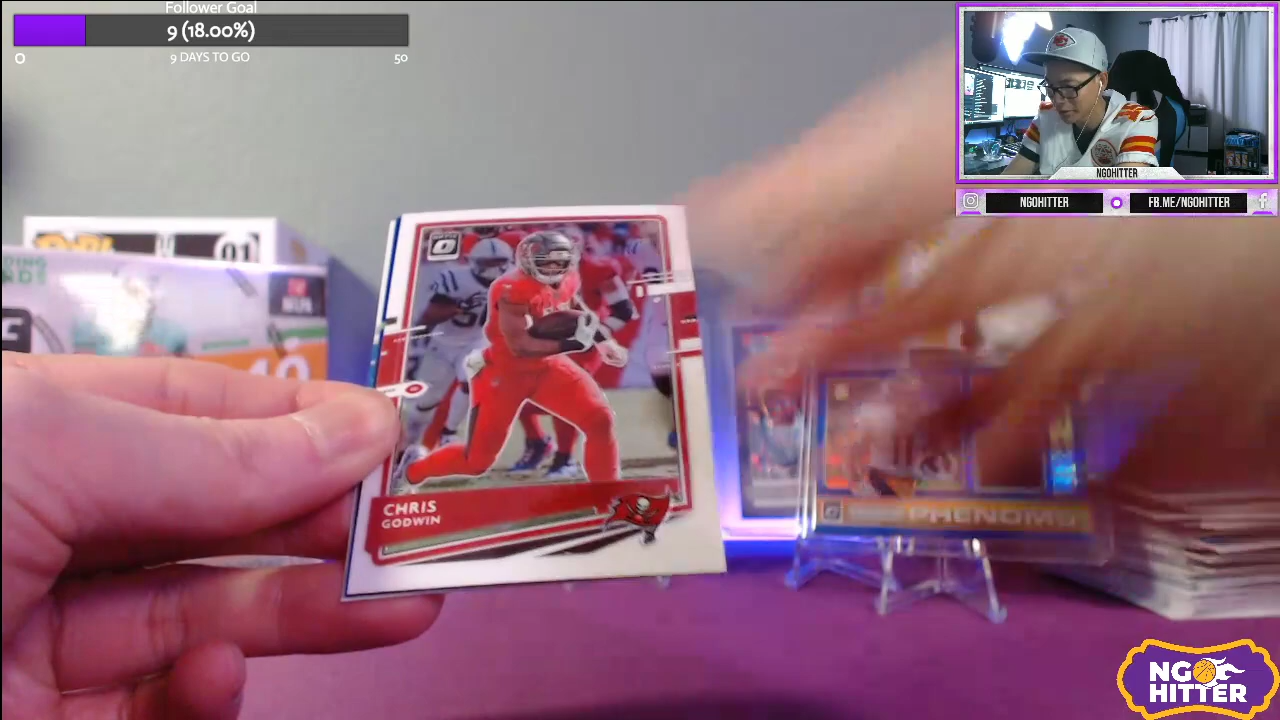 Follower Goal
9 (18.00%)
0
9 DAYS TO GO
50
NGOHITTER
NGOHITTER
FB.ME/NGOHITTER
01
CHRIS
GODWIN
PHENOMS
NGO
HITTER